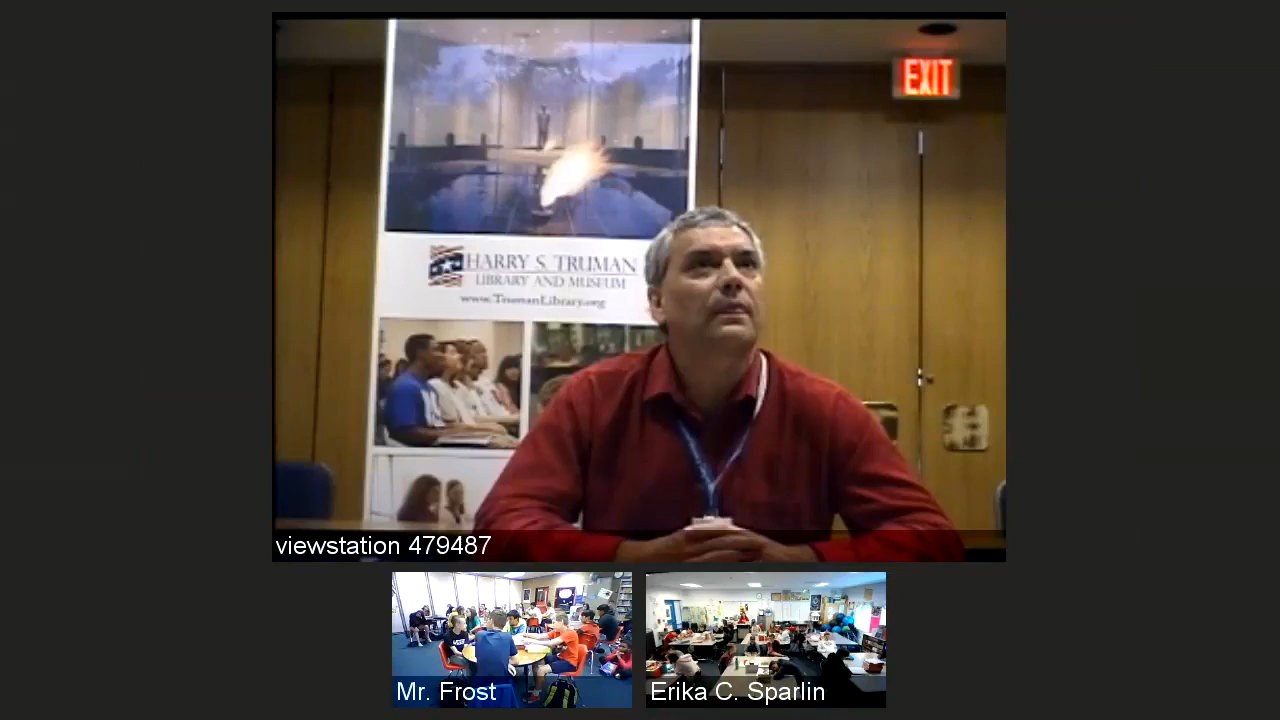 EXIT
HARRY S. TRUMAN
LIBRARY AND MUSEUM
www.TrumanLibrary.org
viewstation 479487
Mr. Frost
Erika C. Sparlin